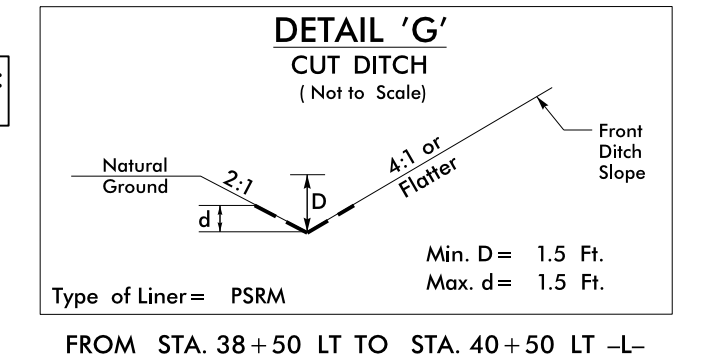 DETAIL 'G'
CUT DITCH
( Not to Scale)
Natural
Ground
2:1
D
d
4:1 or
Flatter
Front
Ditch
Slope
Min. D = 1.5 Ft.
Max. d = 1.5 Ft.
Type of Liner = PSRM
FROM STA. 38+50 LT TO STA. 40+50 LT -L-